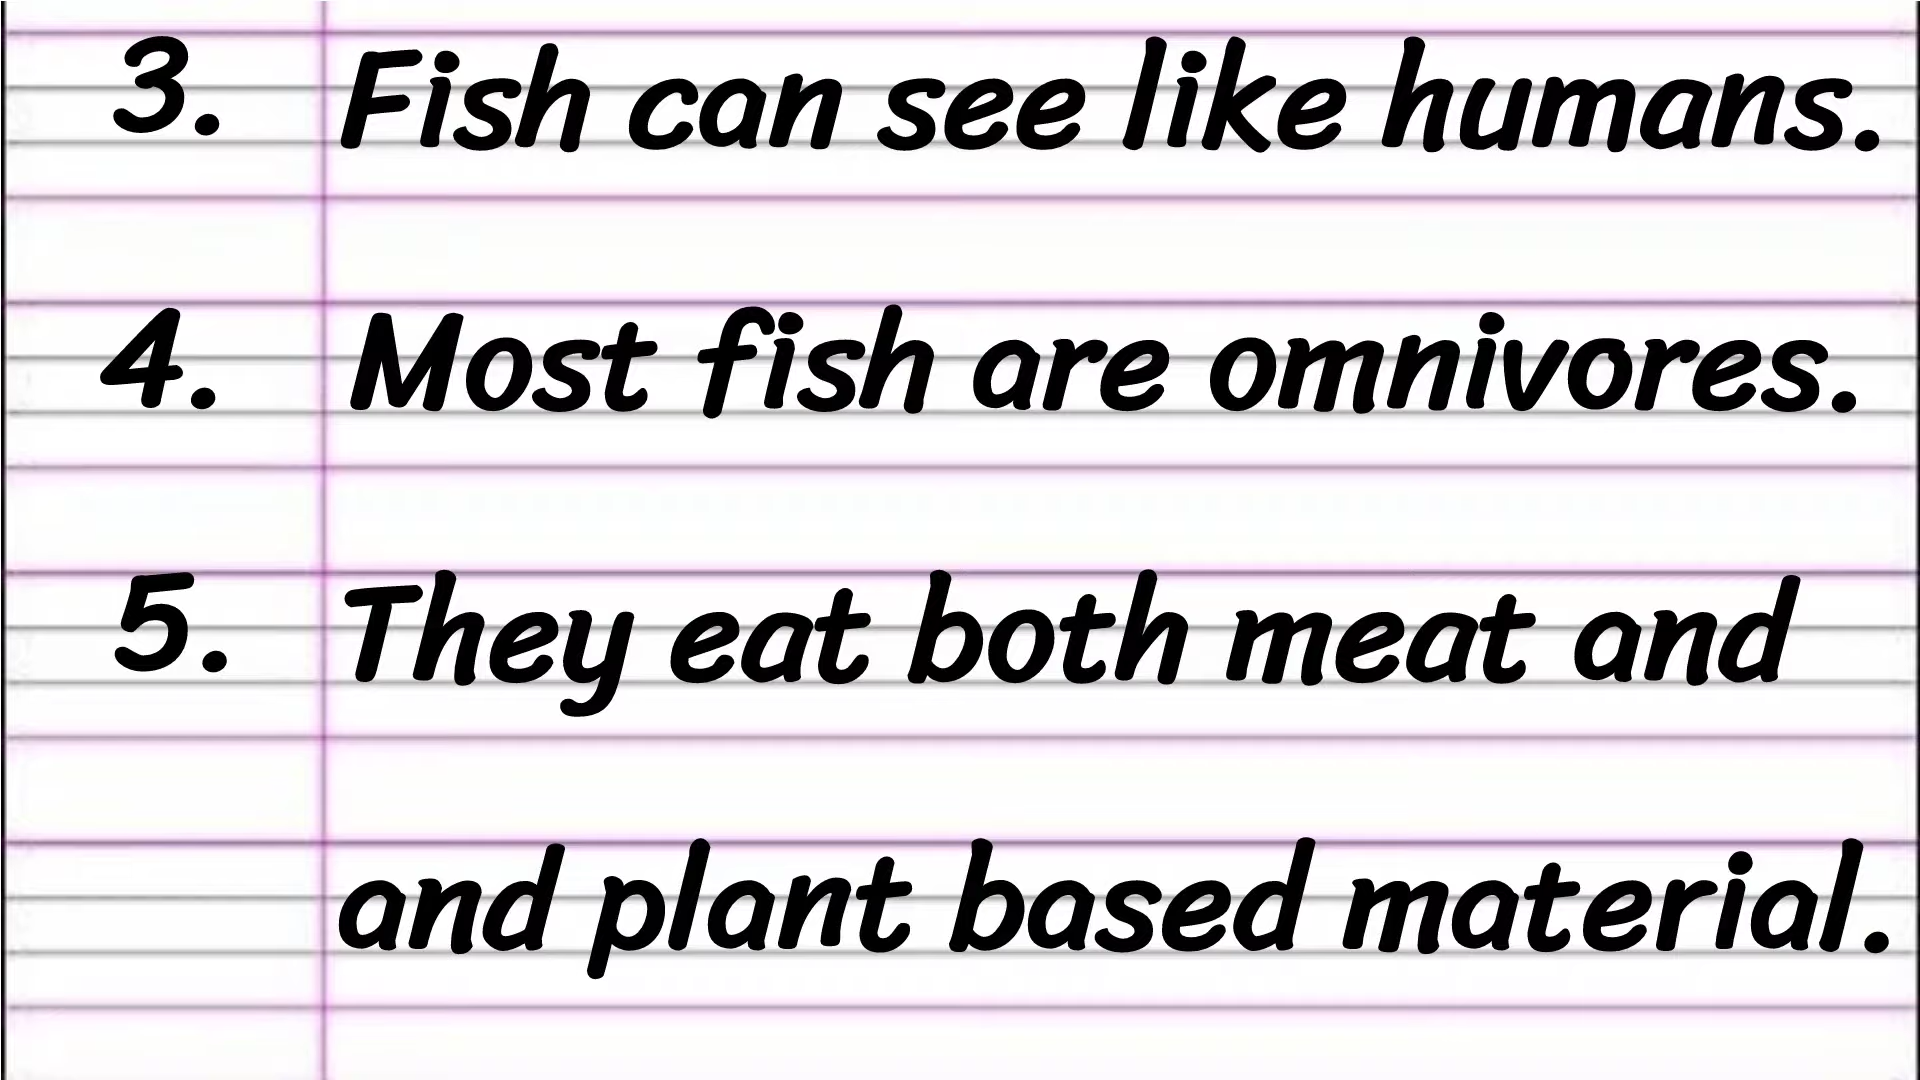 3. Fish can see like humans.
4. Most fish are omnivores.
5. They eat both meat and
and plant based material.